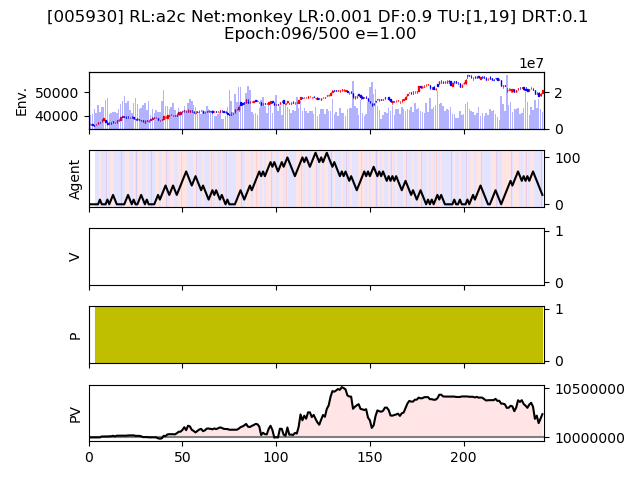 [005930] RL:a2c Net:monkey LR:0.001 DF:0.9 TU:[1,19] DRT:0.1
Epoch:096/500 e=1.00
1e7
Env.
50000
40000
2
0
Agent
100
0
V
1
0
P
1
0
PV
10500000
10000000
0 50 100 150 200